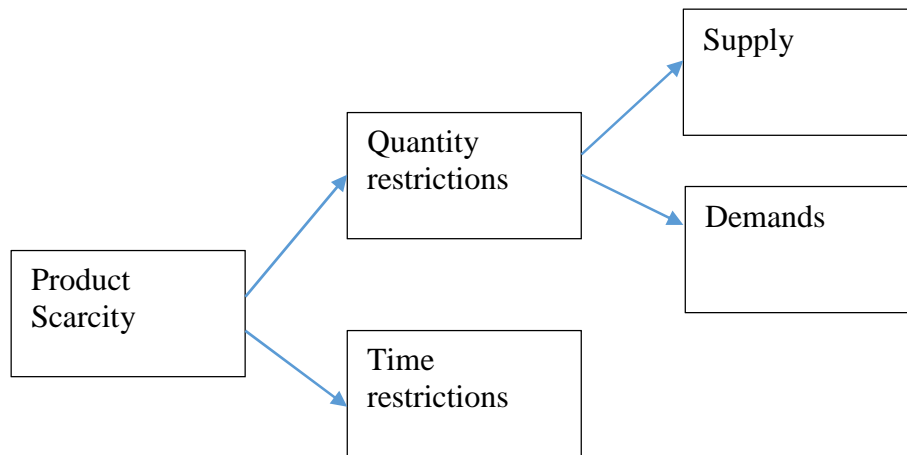 Supply
Quantity
restrictions
Demands
Product
Scarcity
Time
restrictions